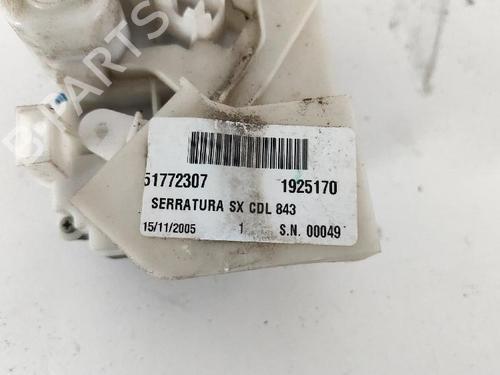 51772307 1925170
SERRATURA SX CDL 843
15/11/2005 1 S.N. 00049
B-PARTS